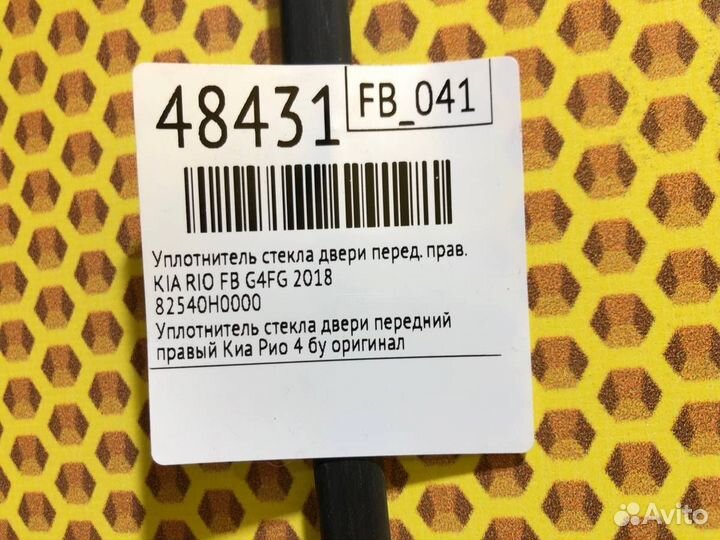 48431 FB_041
Уплотнитель стекла двери перед. прав.
KIA RIO FB G4FG 2018
82540H0000
Уплотнитель стекла двери передний
правый Киа Рио 4 бу оригинал
Avito